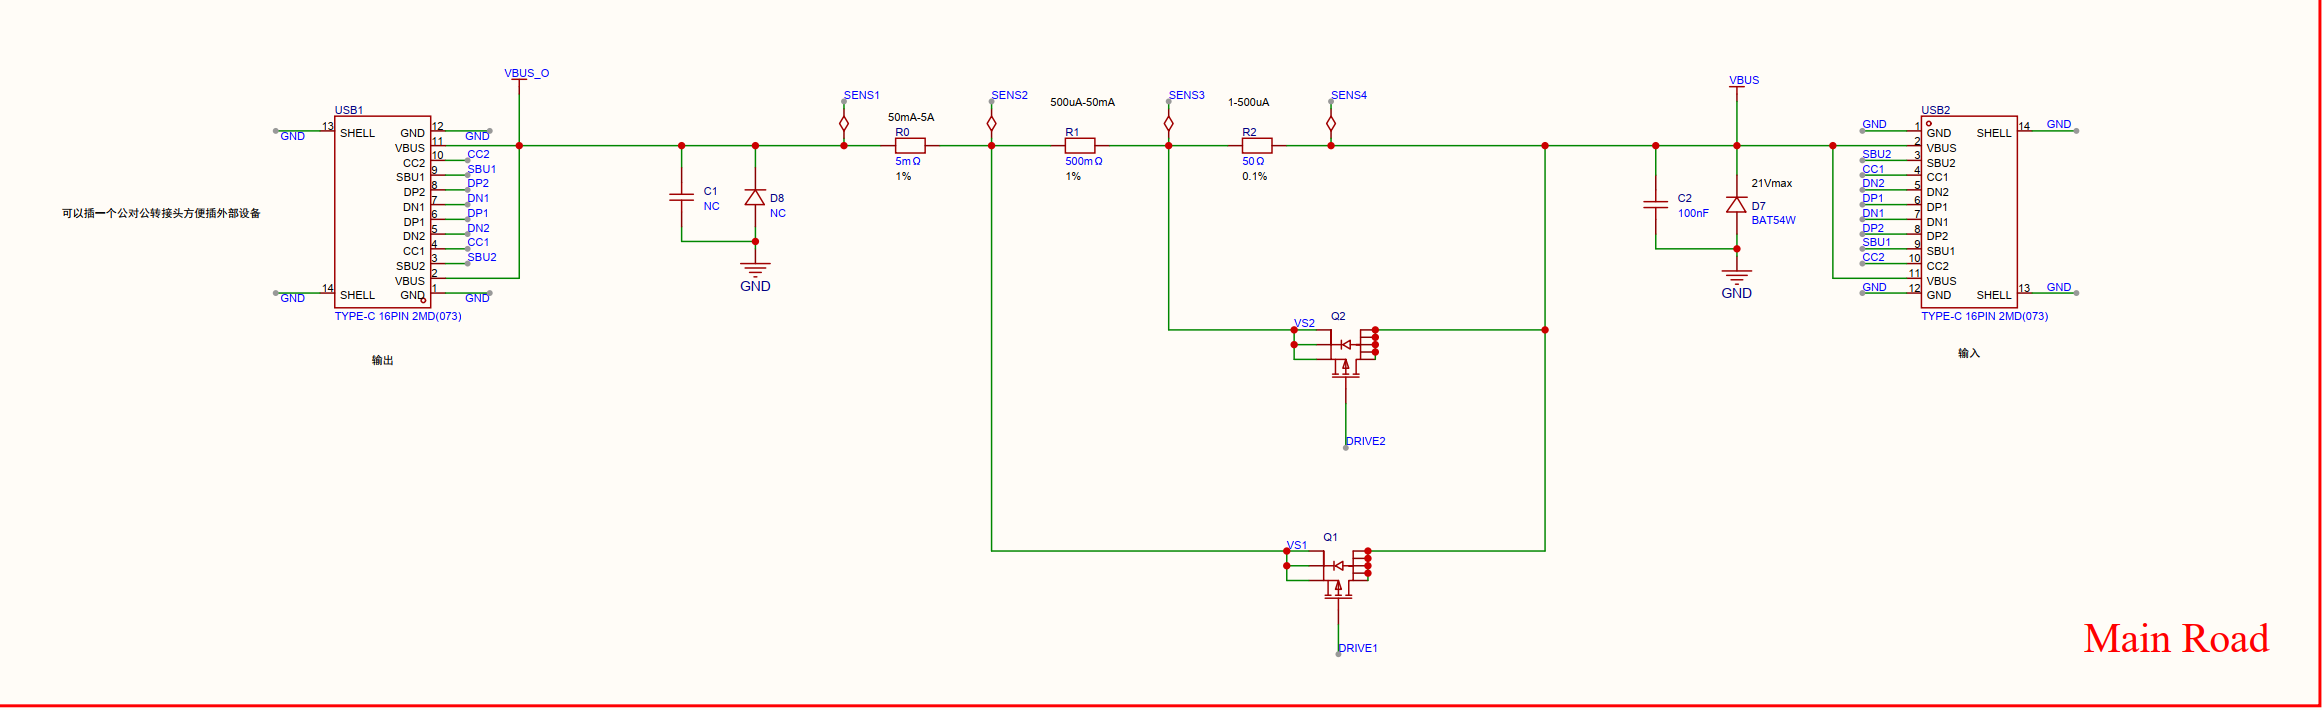 VBUS_O
VBUS
USB1
13
SHELL
GND
GND
12
GND
VBUS
11
CC2
10
CC2
SBU1
9
SBU1
DP2
8
DP2
DN1
7
DN1
DP1
6
DP1
DN2
5
DN2
CC1
4
CC1
SBU2
3
SBU2
VBUS
2
GND
1
GND
14
SHELL
GND
TYPE-C 16PIN 2MD(073)
可以插一个公对公转接头方便插外部设备
输出
C1
NC
D8
NC
GND
SENS1
50mA-5A
R0
5mΩ
1%
SENS2
500uA-50mA
R1
500mΩ
1%
SENS3
1-500uA
R2
50Ω
0.1%
SENS4
VS2
Q2
DRIVE2
VS1
Q1
DRIVE1
C2
100nF
21Vmax
D7
BAT54W
GND
USB2
GND
1
GND
SHELL
14
GND
2
VBUS
SBU2
3
SBU2
CC1
4
CC1
DN2
5
DN2
DP1
6
DP1
DN1
7
DN1
DP2
8
DP2
SBU1
9
SBU1
CC2
10
CC2
11
VBUS
GND
12
GND
SHELL
13
GND
TYPE-C 16PIN 2MD(073)
输入
Main Road